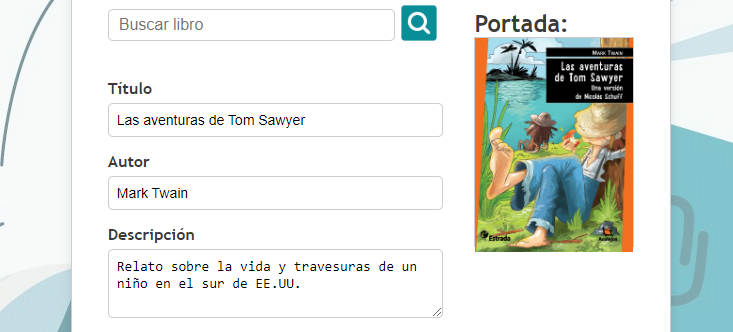 Buscar libro
Portada:
Título
Las aventuras de Tom Sawyer
Autor
Mark Twain
Descripción
Relato sobre la vida y travesuras de un
niño en el sur de EE.UU.
MARK TWAIN
Las aventuras
de Tom Sawyer
Una versión
de Nicolás Schuff
Estrada
Azulejos